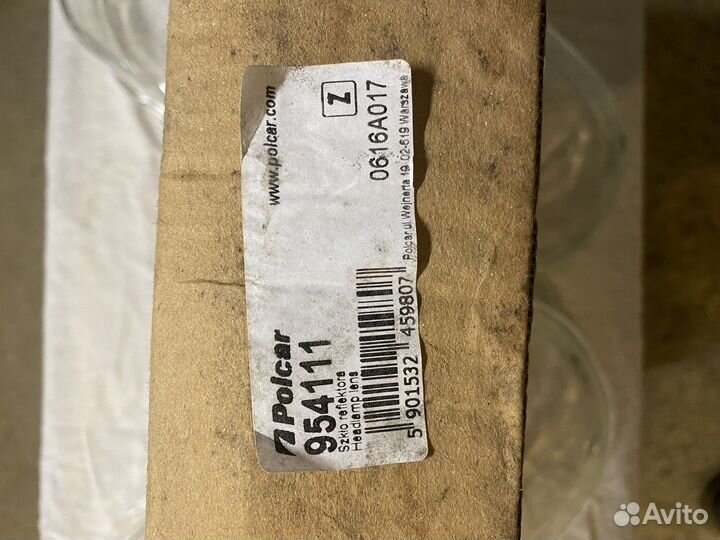 Polcar
www.polcar.com
954111
Z
Szkło reflektora
Headlamp lens
0616A017
5 901532 459807
Polcar ul.Wejnerta 19, 02-619 Warszawa
Avito